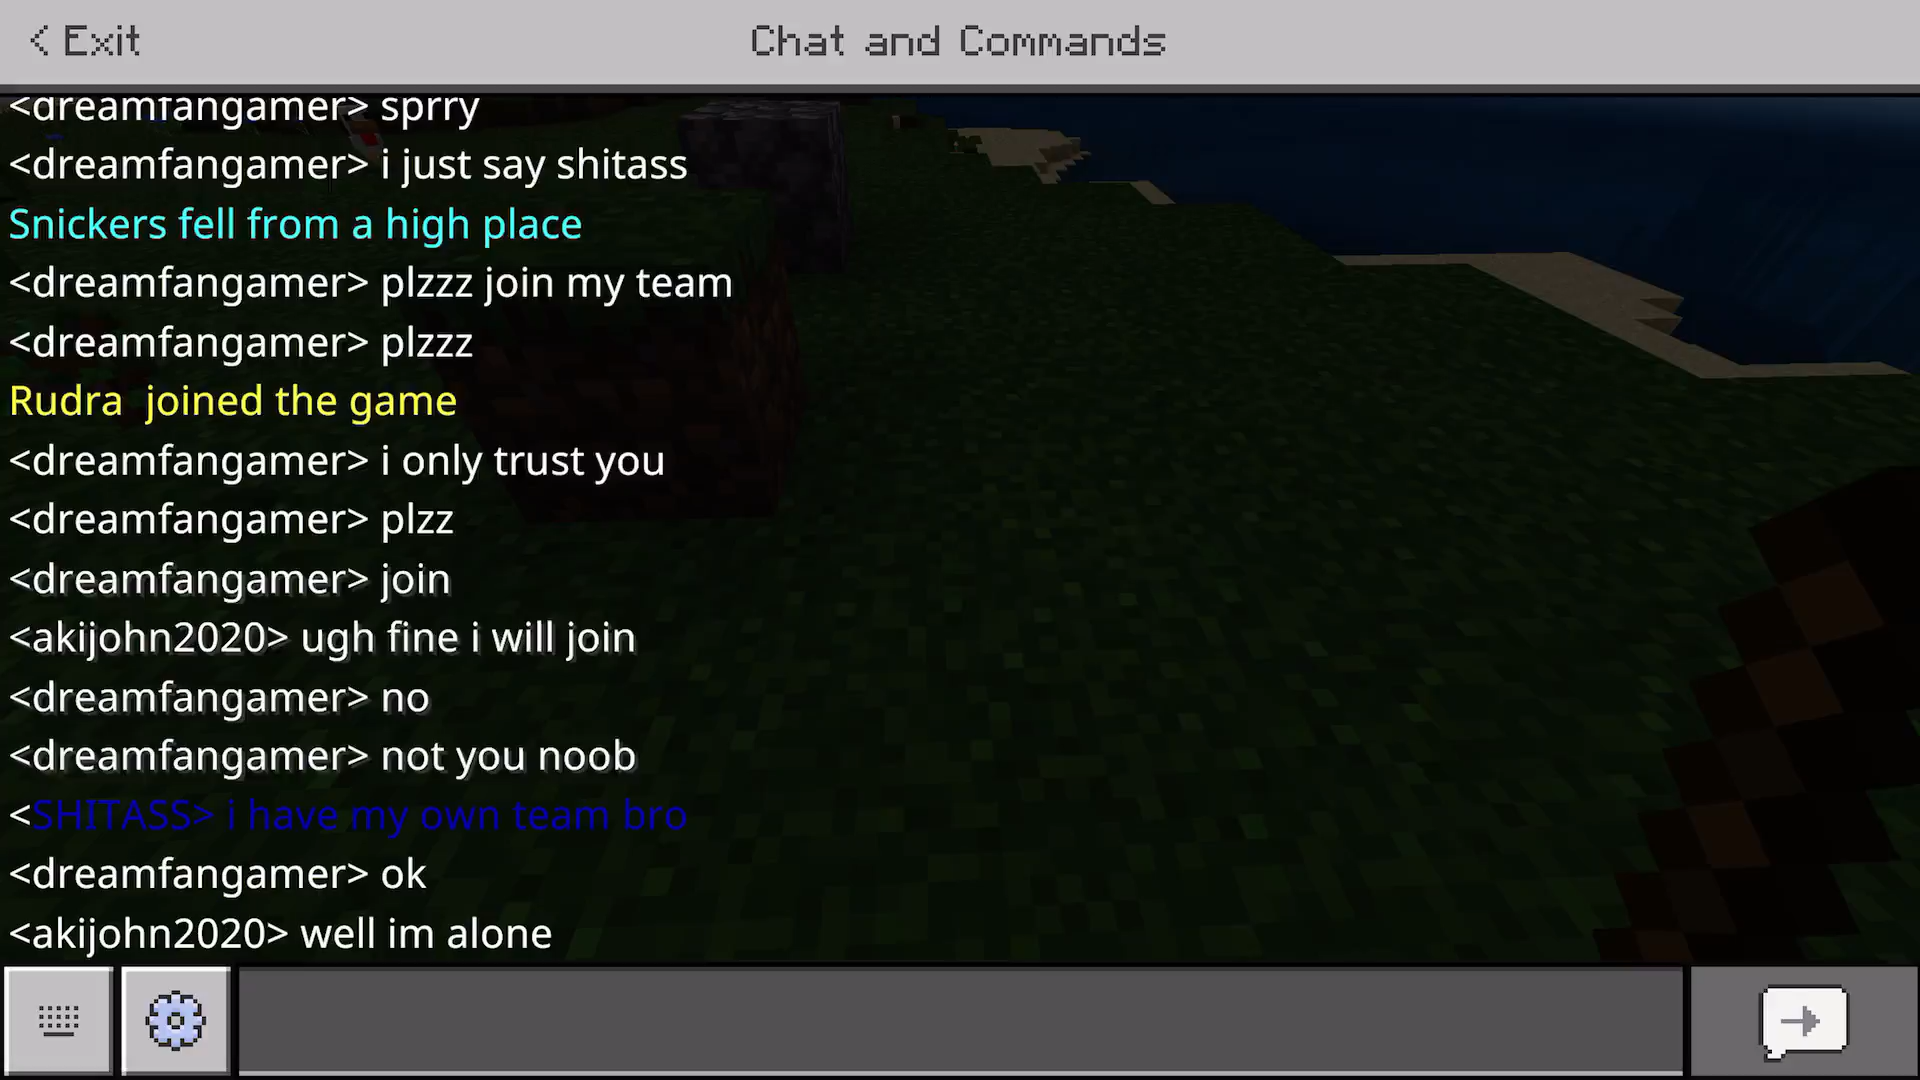 < Exit
Chat and Commands
<dreamfangamer> sprry
<dreamfangamer> i just say shitass
Snickers fell from a high place
<dreamfangamer> plzzz join my team
<dreamfangamer> plzzz
Rudra  joined the game
<dreamfangamer> i only trust you
<dreamfangamer> plzz
<dreamfangamer> join
<akijohn2020> ugh fine i will join
<dreamfangamer> no
<dreamfangamer> not you noob
<SHITASS> i have my own team bro
<dreamfangamer> ok
<akijohn2020> well im alone